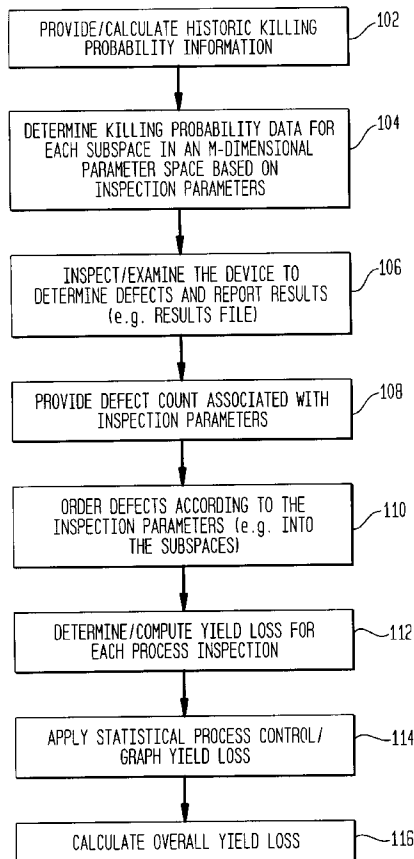 PROVIDE/CALCULATE HISTORIC KILLING
PROBABILITY INFORMATION
102
DETERMINE KILLING PROBABILITY DATA FOR
EACH SUBSPACE IN AN M-DIMENSIONAL
PARAMETER SPACE BASED ON
INSPECTION PARAMETERS
104
INSPECT/EXAMINE THE DEVICE TO
DETERMINE DEFECTS AND REPORT RESULTS
(e.g. RESULTS FILE)
106
PROVIDE DEFECT COUNT ASSOCIATED WITH
INSPECTION PARAMETERS
108
ORDER DEFECTS ACCORDING TO THE
INSPECTION PARAMETERS (e.g. INTO
THE SUBSPACES)
110
DETERMINE/COMPUTE YIELD LOSS FOR
EACH PROCESS INSPECTION
112
APPLY STATISTICAL PROCESS CONTROL/
GRAPH YIELD LOSS
114
CALCULATE OVERALL YIELD LOSS
116